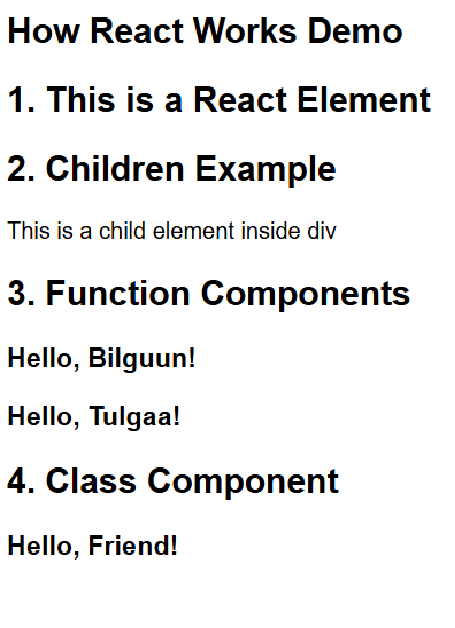 How React Works Demo
1. This is a React Element
2. Children Example
This is a child element inside div
3. Function Components
Hello, Bilguun!
Hello, Tulgaa!
4. Class Component
Hello, Friend!